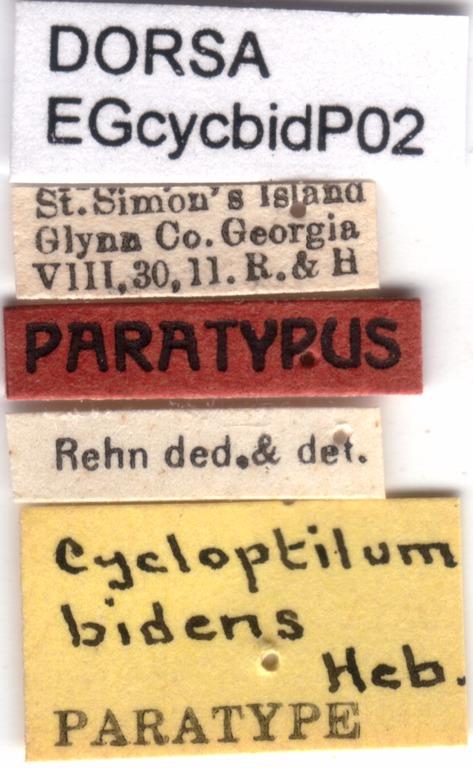 DORSA
EGcycbidP02
St. Simon's Island
Glynn Co. Georgia
VIII, 30, 11. R. & H
PARATYPUS
Rehn ded. & det.
Cycloptilum
bidens
Heb.
PARATYPE